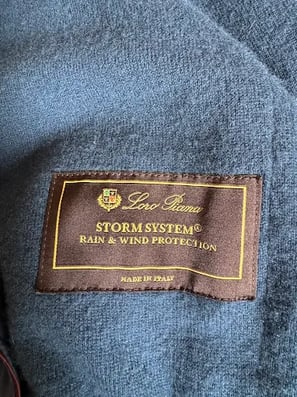 Loro Piana
STORM SYSTEM®
RAIN & WIND PROTECTION
MADE IN ITALY